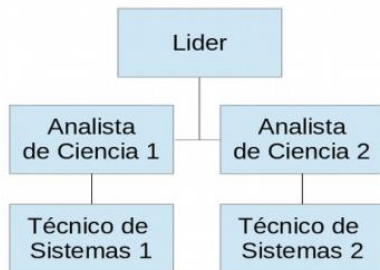 Lider
Analista
de Ciencia 1
Analista
de Ciencia 2
Técnico de
Sistemas 1
Técnico de
Sistemas 2